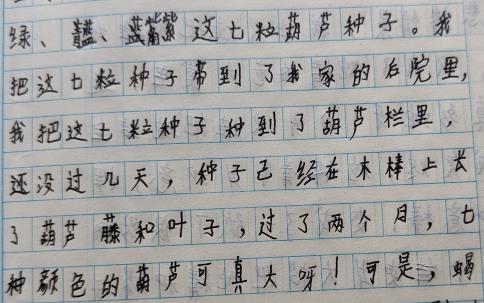 绿、蓝紫这七粒葫芦种子。我
把这七粒种子带到了我家的后院里,
我把这七粒种子种到了葫芦栏里,
还没过几天,种子已经在木棒上长
了葫芦藤和叶子,过了两个月,七
种颜色的葫芦可真大呀!可是,蝎